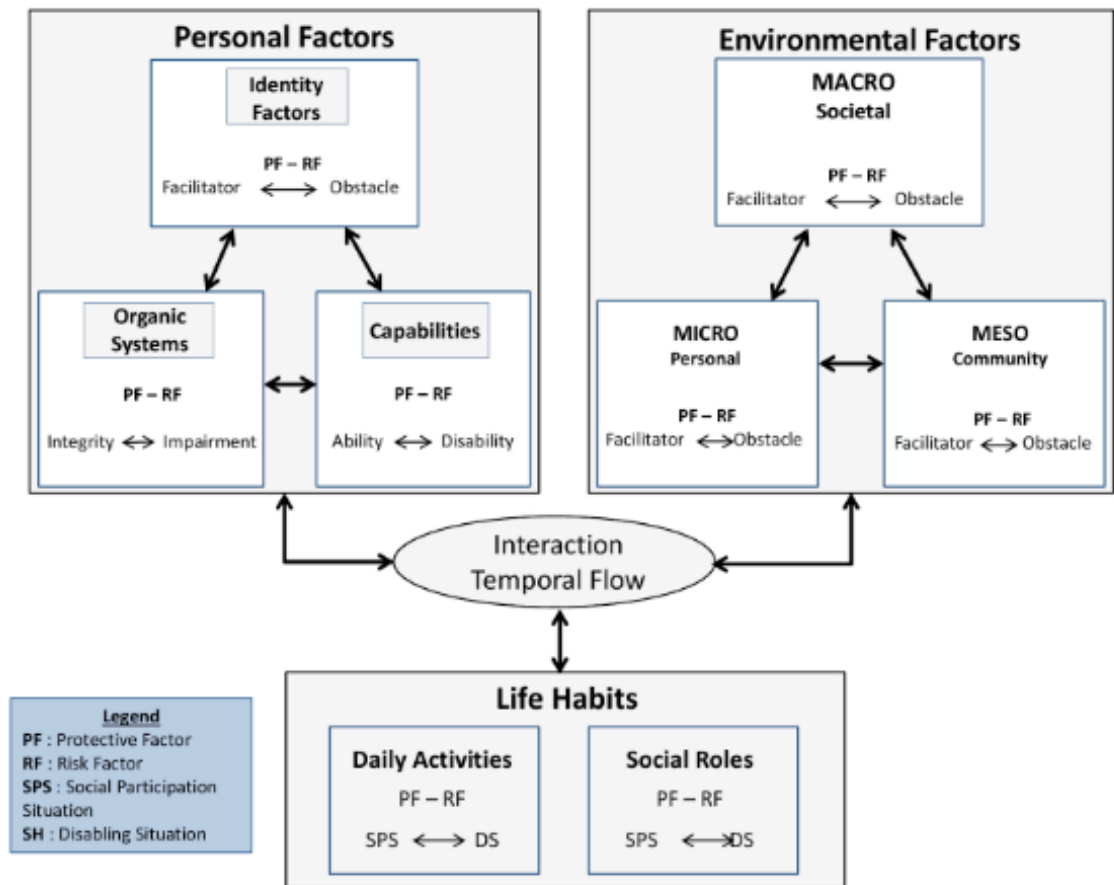 Personal Factors
Identity
Factors
PF – RF
Facilitator Obstacle
Organic
Systems
PF – RF
Integrity Impairment
Capabilities
PF – RF
Ability Disability
Environmental Factors
MACRO
Societal
PF – RF
Facilitator Obstacle
MICRO
Personal
PF – RF
Facilitator Obstacle
MESO
Community
PF – RF
Facilitator Obstacle
Interaction
Temporal Flow
Life Habits
Daily Activities
PF – RF
SPS DS
Social Roles
PF – RF
SPS DS
Legend
PF : Protective Factor
RF : Risk Factor
SPS : Social Participation
Situation
SH : Disabling Situation